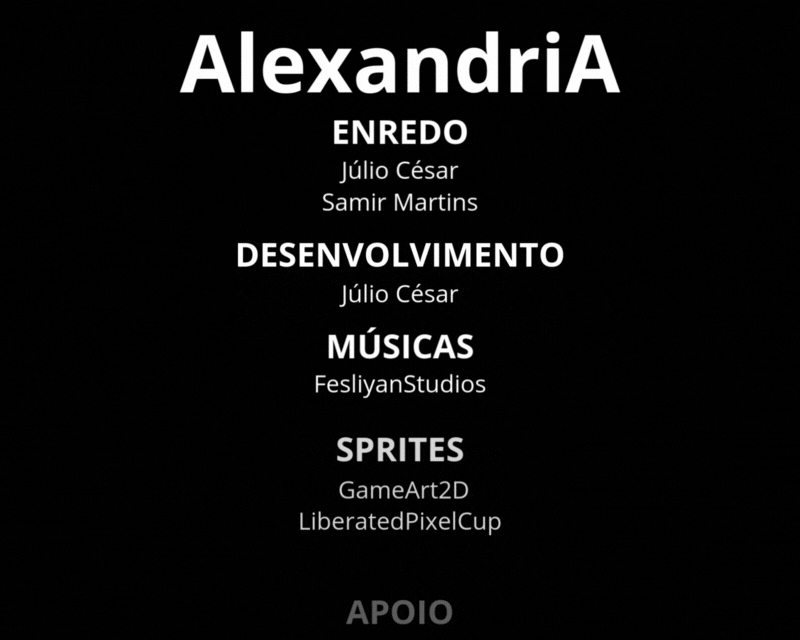 AlexandriA
ENREDO
Júlio César
Samir Martins
DESENVOLVIMENTO
Júlio César
MÚSICAS
FesliyanStudios
SPRITES
GameArt2D
LiberatedPixelCup
APOIO